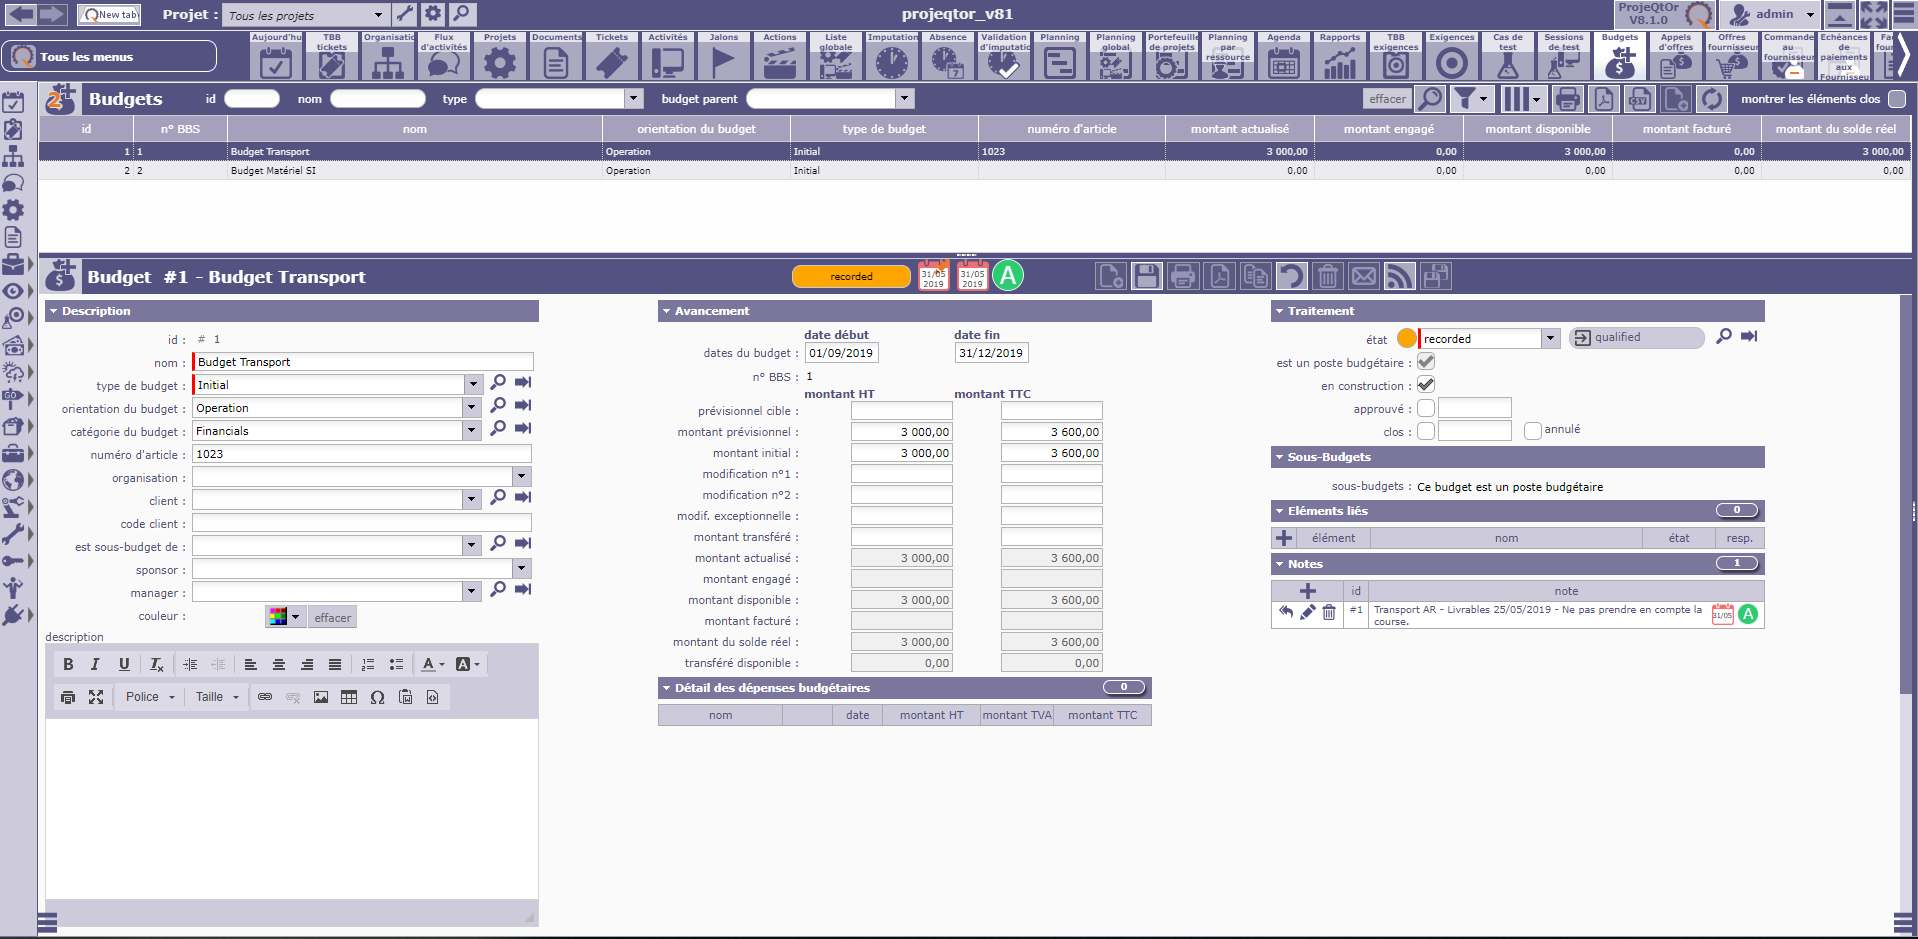 New tab
Projet :
Tous les projets
projeqtor_v81
ProjeQtOr
V8.1.0
admin
Tous les menus
Aujourd'hu
TBB
tickets
Organisatio
Flux
d'activités
Projets
Documents
Tickets
Activités
Jalons
Actions
Liste
globale
Imputation
Absence
Validation
d'imputatic
Planning
Planning
global
Portefeuille
de projets
Planning
par
ressource
Agenda
Rapports
TBB
exigences
Exigences
Cas de
test
Sessions
de test
Budgets
Appels
d'offres
Offres
fournisseur
Commande
au
fournisseur
Echéances
de
paiements
aux
Fournisseu
Budgets
id
nom
type
budget parent
effacer
montrer les éléments clos
id n° BBS nom orientation du budget type de budget numéro d'article montant actualisé montant engagé montant disponible montant facturé montant du solde réel
1 1 Budget Transport Operation Initial 1023 3 000,00 0,00 3 000,00 0,00 3 000,00
2 2 Budget Matériel SI Operation Initial 0,00 0,00 0,00 0,00 0,00
Budget #1 - Budget Transport
recorded
31/05
2019
31/05
2019
A
Description
id : # 1
nom : Budget Transport
type de budget : Initial
orientation du budget : Operation
catégorie du budget : Financials
numéro d'article : 1023
organisation :
client :
code client :
est sous-budget de :
sponsor :
manager :
couleur : effacer
description
B I U Tx
A A
Police Taille Ω
Avancement
date début date fin
dates du budget : 01/09/2019 31/12/2019
n° BBS : 1
montant HT montant TTC
prévisionnel cible :
montant prévisionnel : 3 000,00 3 600,00
montant initial : 3 000,00 3 600,00
modification n°1 :
modification n°2 :
modif. exceptionnelle :
montant transféré :
montant actualisé : 3 000,00 3 600,00
montant engagé :
montant disponible : 3 000,00 3 600,00
montant facturé :
montant du solde réel : 3 000,00 3 600,00
transféré disponible : 0,00 0,00
Détail des dépenses budgétaires 0
nom date montant HT montant TVA montant TTC
Traitement
état recorded qualified
est un poste budgétaire :
en construction :
approuvé :
clos : annulé
Sous-Budgets
sous-budgets : Ce budget est un poste budgétaire
Eléments liés 0
élément nom état resp.
Notes 1
id note
#1 Transport AR - Livrables 25/05/2019 - Ne pas prendre en compte la
course.
31/05
A